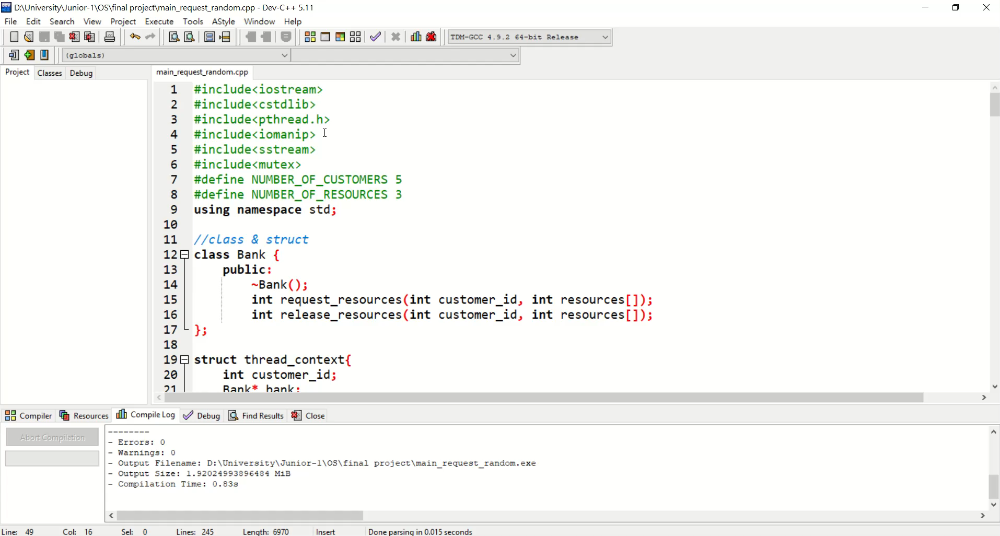 D:\University\Junior-1\OS\final project\main_request_random.cpp - Dev-C++ 5.11
File Edit Search View Project Execute Tools AStyle Window Help
TDM-GCC 4.9.2 64-bit Release
(globals)
Project Classes Debug
main_request_random.cpp
1 #include<iostream>
2 #include<cstdlib>
3 #include<pthread.h>
4 #include<iomanip>
5 #include<sstream>
6 #include<mutex>
7 #define NUMBER_OF_CUSTOMERS 5
8 #define NUMBER_OF_RESOURCES 3
9 using namespace std;
10
11 //class & struct
12 class Bank {
13 public:
14 ~Bank();
15 int request_resources(int customer_id, int resources[]);
16 int release_resources(int customer_id, int resources[]);
17 };
18
19 struct thread_context{
20 int customer_id;
21 Bank* bank;
Compiler Resources Compile Log Debug Find Results Close
Abort Compilation
--------
- Errors: 0
- Warnings: 0
- Output Filename: D:\University\Junior-1\OS\final project\main_request_random.exe
- Output Size: 1.92024993896484 MiB
- Compilation Time: 0.83s
Line: 49 Col: 16 Sel: 0 Lines: 245 Length: 6970 Insert Done parsing in 0.015 seconds